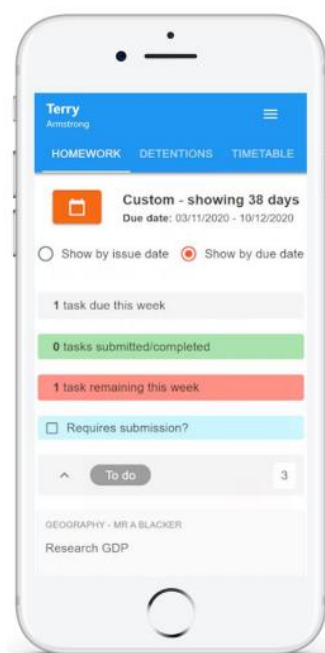 Terry
Armstrong
HOMEWORK DETENTIONS TIMETABLE
Custom - showing 38 days
Due date: 03/11/2020 - 10/12/2020
Show by issue date Show by due date
1 task due this week
0 tasks submitted/completed
1 task remaining this week
Requires submission?
To do 3
GEOGRAPHY - MR A BLACKER
Research GDP